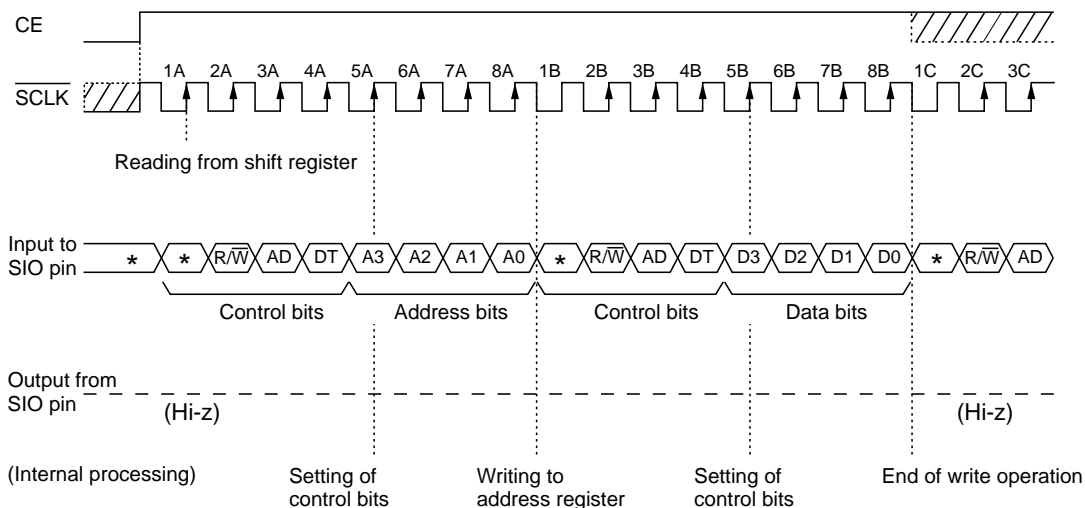 CE
1A 2A 3A 4A 5A 6A 7A 8A 1B 2B 3B 4B 5B 6B 7B 8B 1C 2C 3C
SCLK
Reading from shift register
Input to
SIO pin
* * R/W AD DT A3 A2 A1 A0 * R/W AD DT D3 D2 D1 D0 * R/W AD
Control bits Address bits Control bits Data bits
Output from
SIO pin
(Hi-z) (Hi-z)
(Internal processing)
Setting of
control bits
Writing to
address register
Setting of
control bits
End of write operation